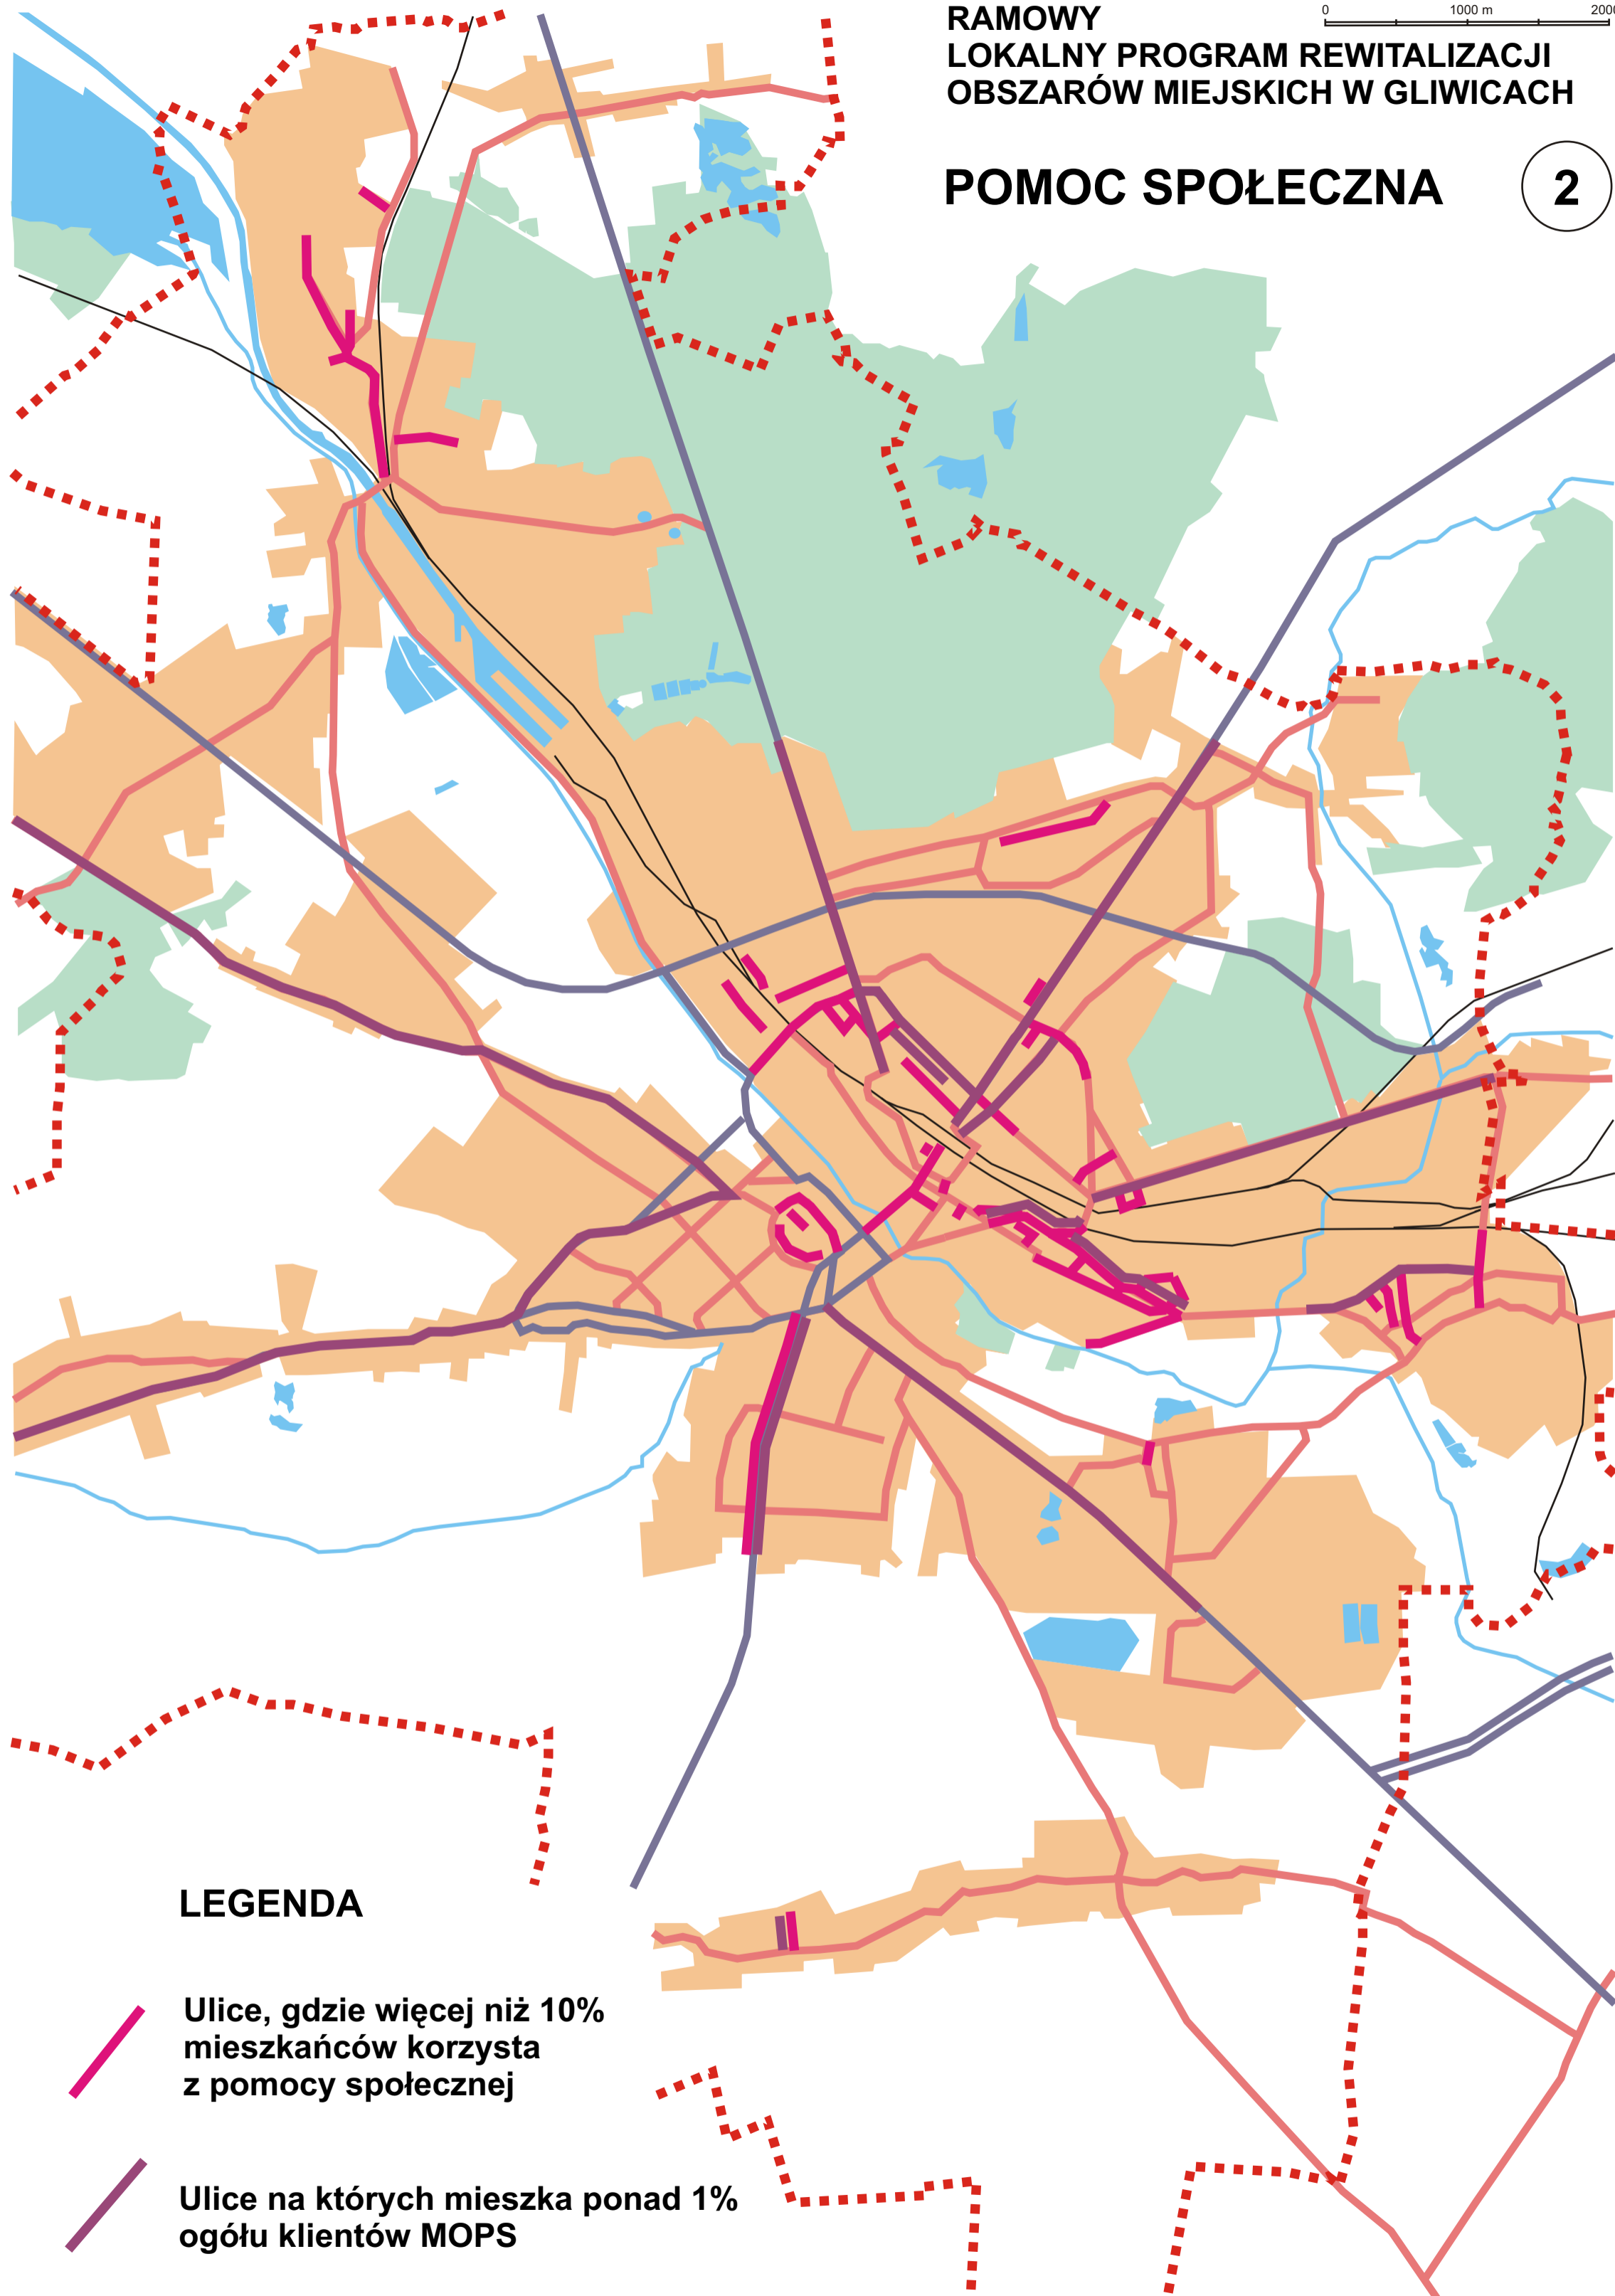 RAMOWY
LOKALNY PROGRAM REWITALIZACJI
OBSZARÓW MIEJSKICH W GLIWICACH
0 1000 m 200
POMOC SPOŁECZNA
2
LEGENDA
Ulice, gdzie więcej niż 10%
mieszkańców korzysta
z pomocy społecznej
Ulice na których mieszka ponad 1%
ogółu klientów MOPS